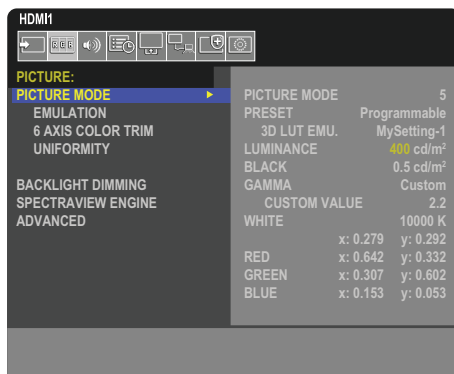 HDMI1
RGB
PICTURE:
PICTURE MODE
EMULATION
6 AXIS COLOR TRIM
UNIFORMITY
BACKLIGHT DIMMING
SPECTRAVIEW ENGINE
ADVANCED
PICTURE MODE 5
PRESET Programmable
3D LUT EMU. MySetting-1
LUMINANCE 400 cd/m²
BLACK 0.5 cd/m²
GAMMA Custom
CUSTOM VALUE 2.2
WHITE 10000 K
x: 0.279 y: 0.292
RED x: 0.642 y: 0.332
GREEN x: 0.307 y: 0.602
BLUE x: 0.153 y: 0.053